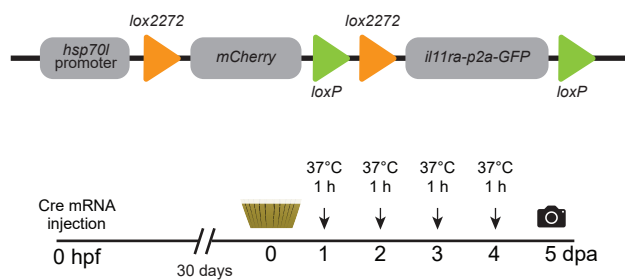 lox2272
lox2272
hsp70l
promoter
mCherry
il11ra-p2a-GFP
loxP
loxP
37°C
1 h
37°C
1 h
37°C
1 h
37°C
1 h
Cre mRNA
injection
0 hpf
30 days
0
1
2
3
4
5 dpa